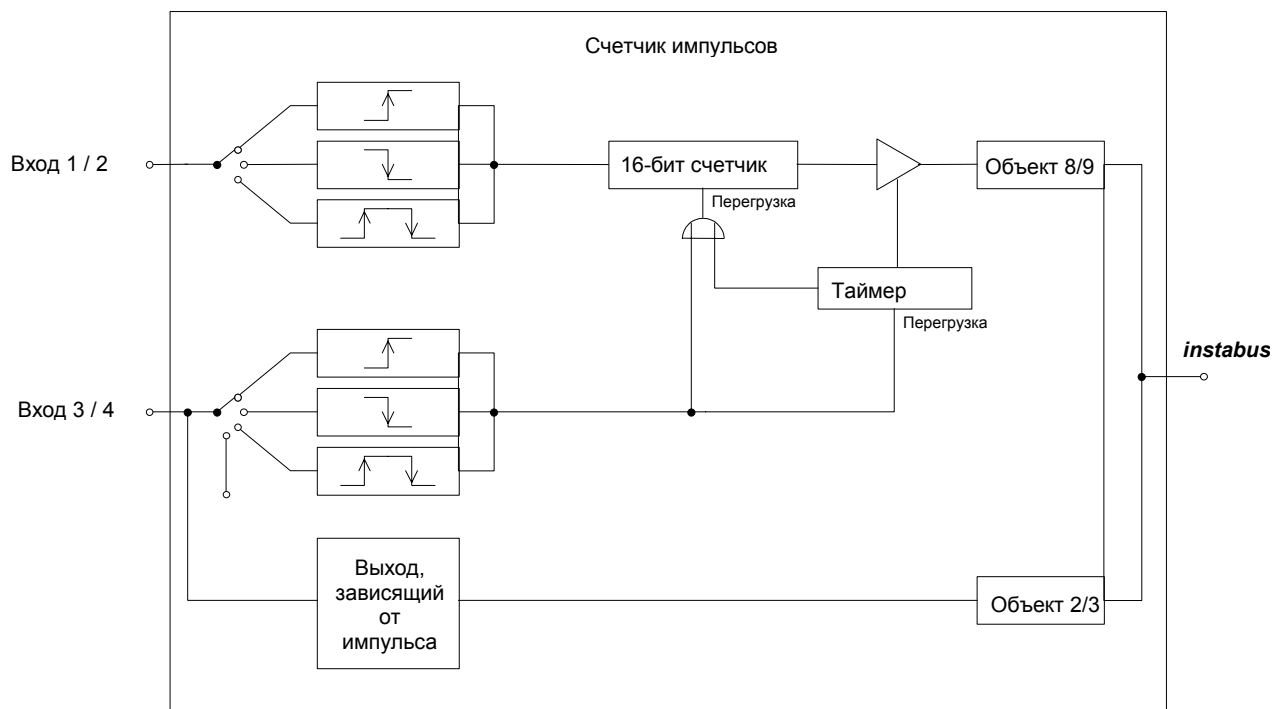 Счетчик импульсов
Вход 1 / 2
16-бит счетчик
Объект 8/9
Перегрузка
Таймер
Перегрузка
instabus
Вход 3 / 4
Выход,
зависящий
от
импульса
Объект 2/3